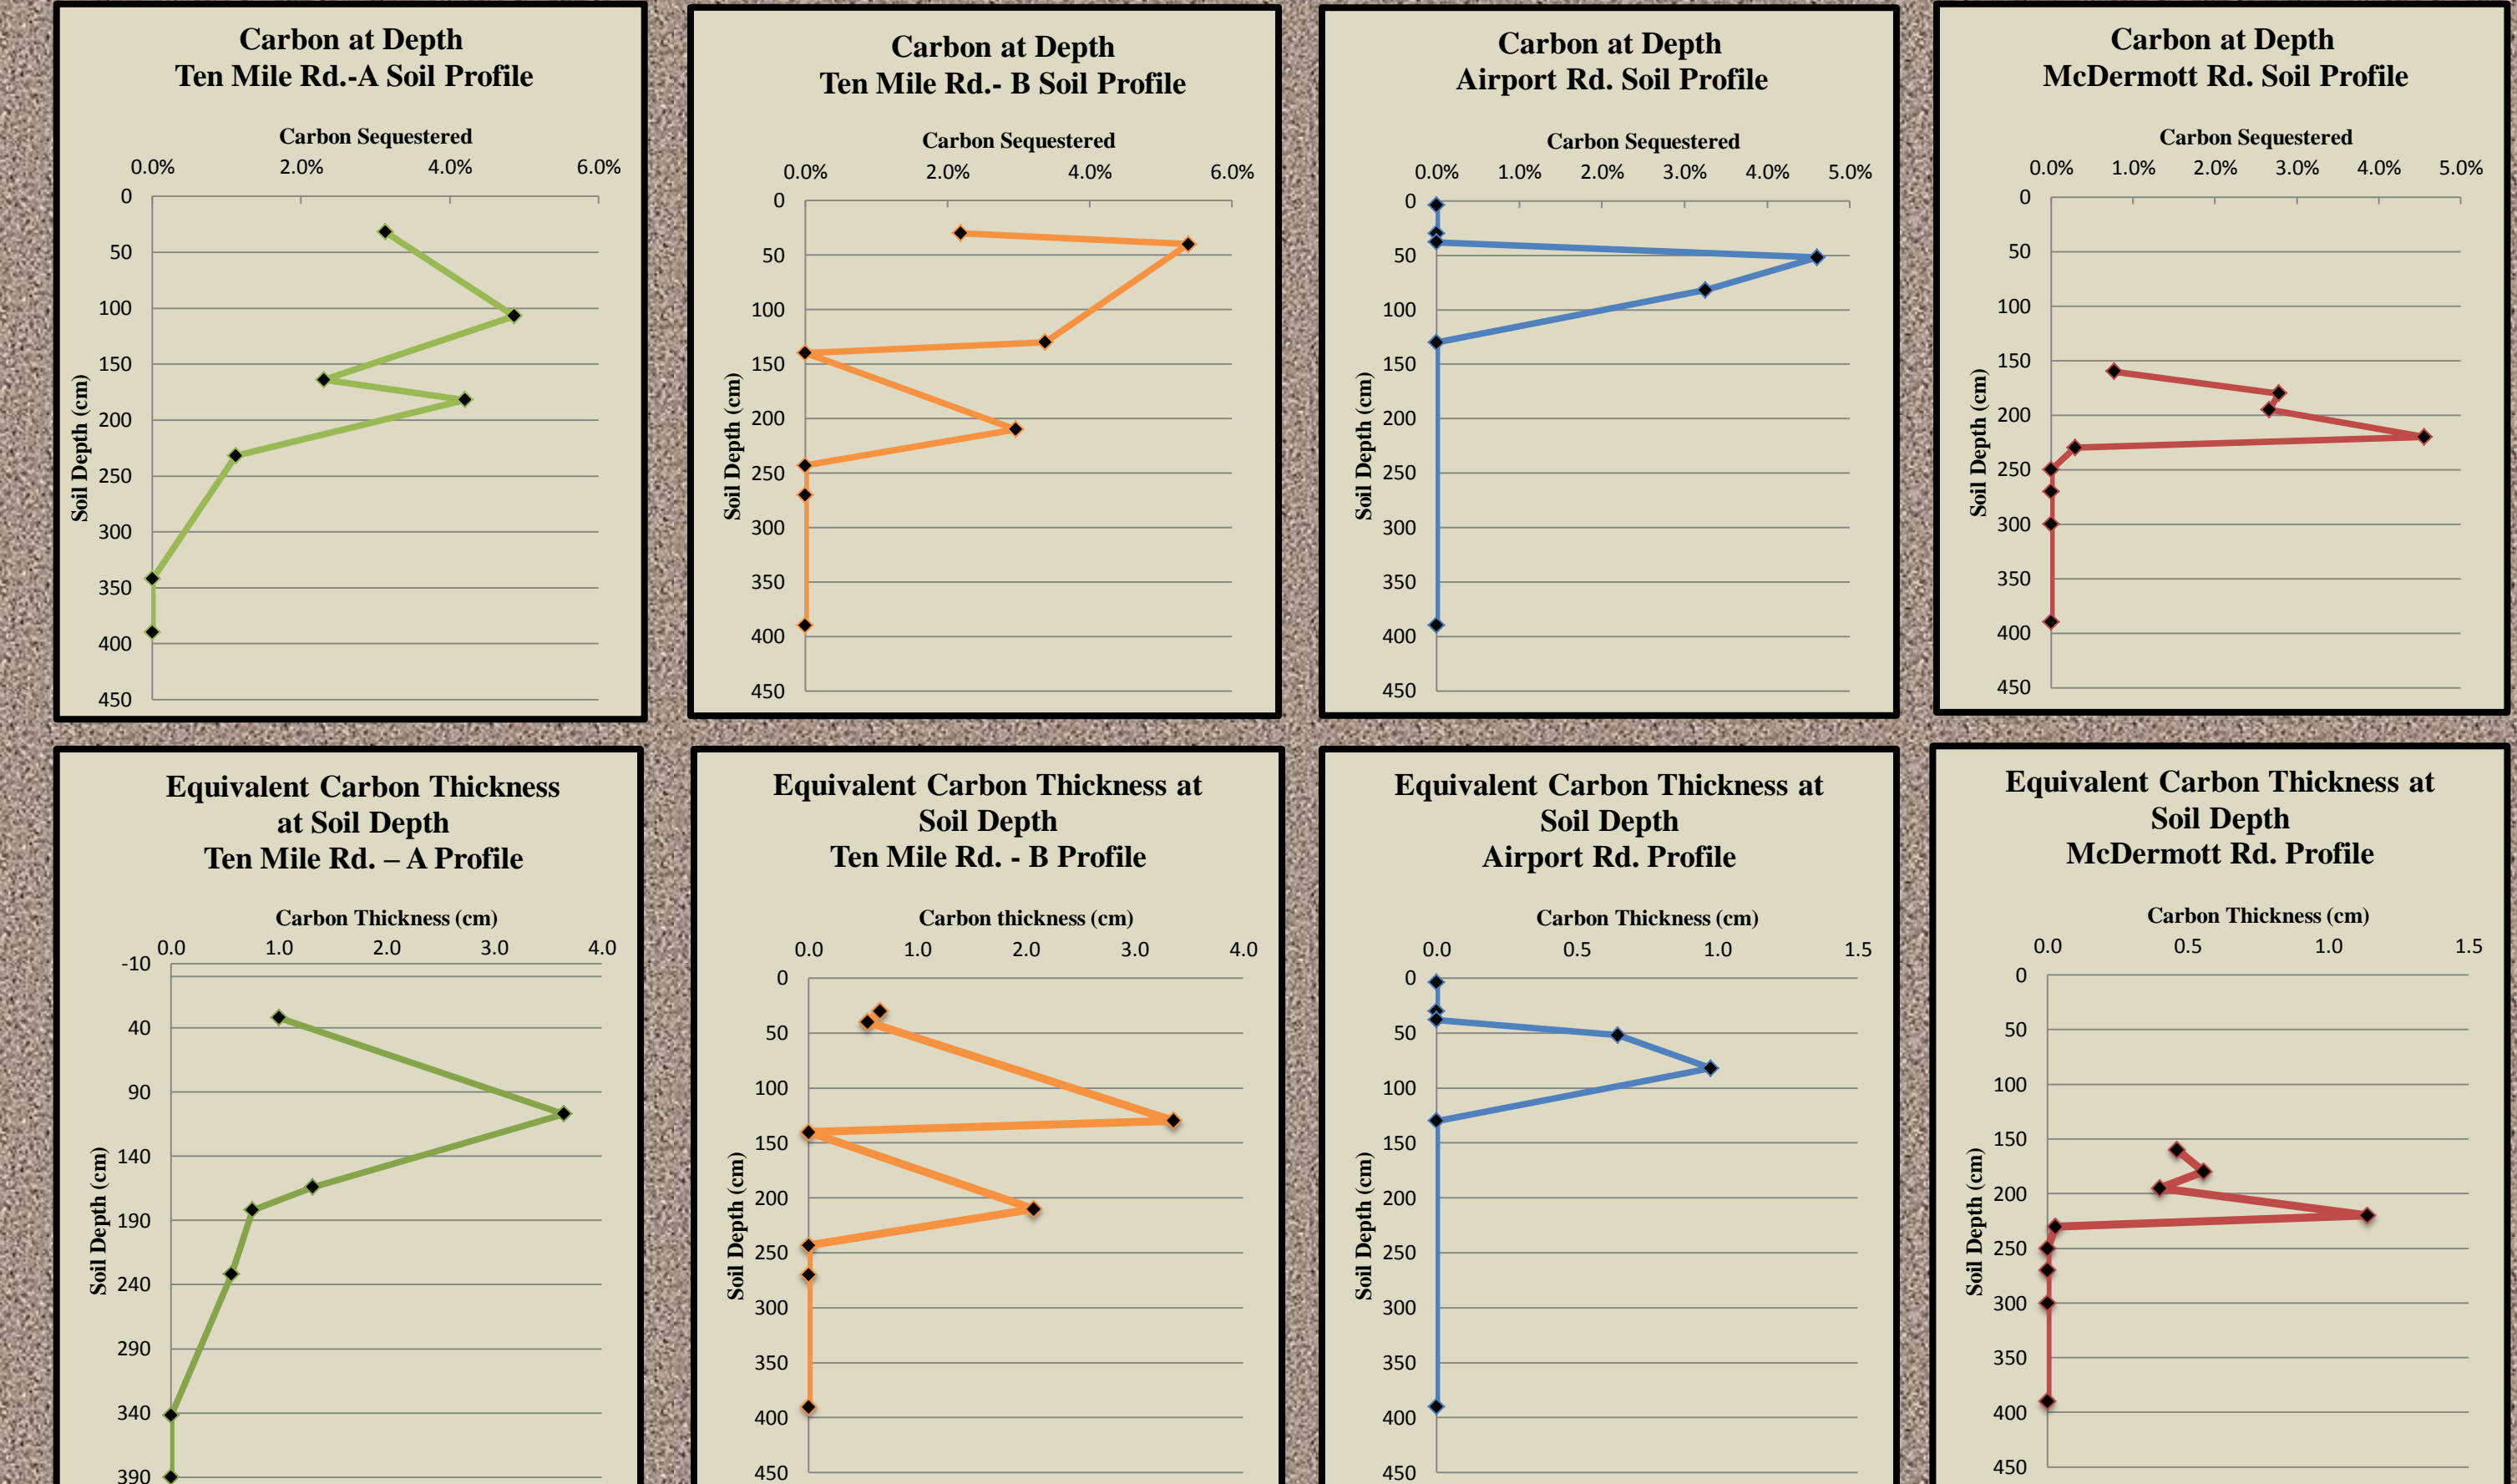 Carbon at Depth
Ten Mile Rd.-A Soil Profile
Carbon Sequestered
0.0% 2.0% 4.0% 6.0%
0
50
100
150
200
250
300
350
400
450
Soil Depth (cm)
Carbon at Depth
Ten Mile Rd.- B Soil Profile
Carbon Sequestered
0.0% 2.0% 4.0% 6.0%
0
50
100
150
200
250
300
350
400
450
Soil Depth (cm)
Carbon at Depth
Airport Rd. Soil Profile
Carbon Sequestered
0.0% 1.0% 2.0% 3.0% 4.0% 5.0%
0
50
100
150
200
250
300
350
400
450
Soil Depth (cm)
Carbon at Depth
McDermott Rd. Soil Profile
Carbon Sequestered
0.0% 1.0% 2.0% 3.0% 4.0% 5.0%
0
50
100
150
200
250
300
350
400
450
Soil Depth (cm)
Equivalent Carbon Thickness
at Soil Depth
Ten Mile Rd. – A Profile
Carbon Thickness (cm)
0.0 1.0 2.0 3.0 4.0
-10
40
90
140
190
240
290
340
390
Soil Depth (cm)
Equivalent Carbon Thickness at
Soil Depth
Ten Mile Rd. - B Profile
Carbon thickness (cm)
0.0 1.0 2.0 3.0 4.0
0
50
100
150
200
250
300
350
400
450
Soil Depth (cm)
Equivalent Carbon Thickness at
Soil Depth
Airport Rd. Profile
Carbon Thickness (cm)
0.0 0.5 1.0 1.5
0
50
100
150
200
250
300
350
400
450
Soil Depth (cm)
Equivalent Carbon Thickness at
Soil Depth
McDermott Rd. Profile
Carbon Thickness (cm)
0.0 0.5 1.0 1.5
0
50
100
150
200
250
300
350
400
450
Soil Depth (cm)